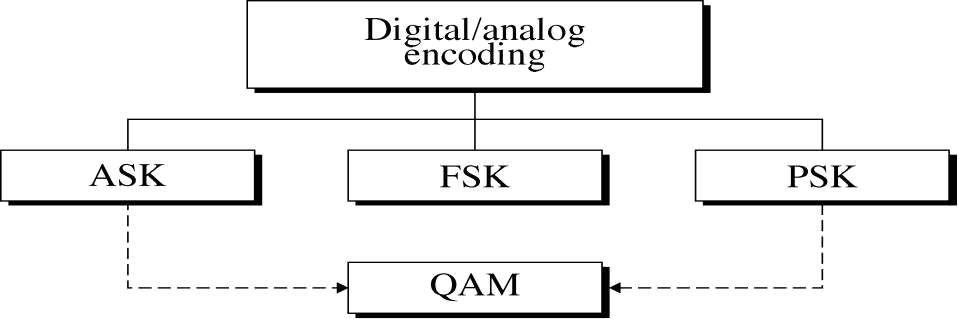 Digital/analog
encoding
ASK
FSK
PSK
QAM